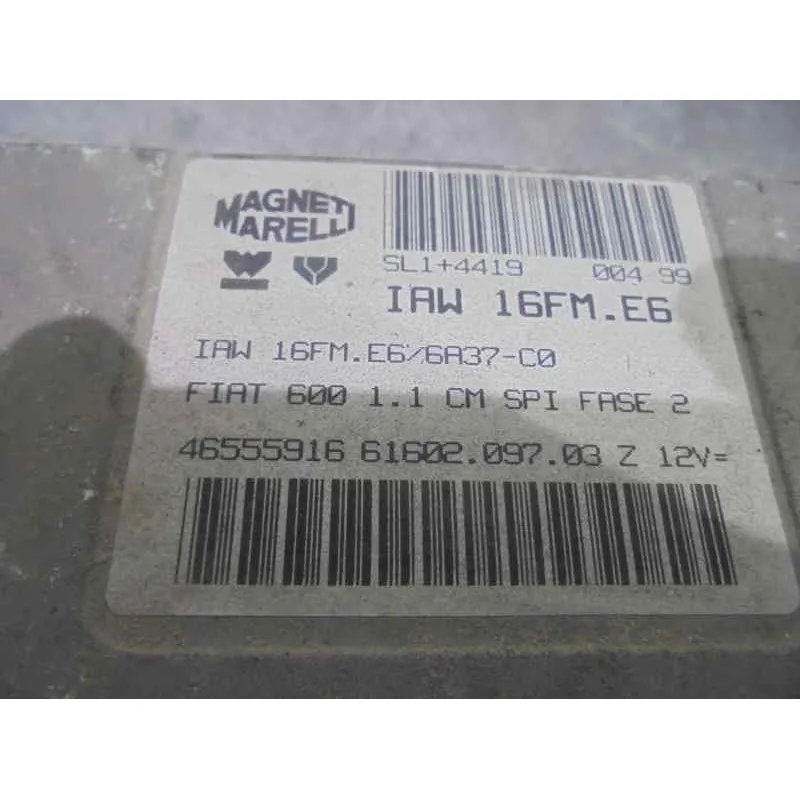 MAGNETI
MARELLI
SL1+4419 004 99
IAW 16FM.E6
IAW 16FM.E6/6A37-C0
FIAT 600 1.1 CM SPI FASE 2
46555916 61602.097.03 Z 12V=